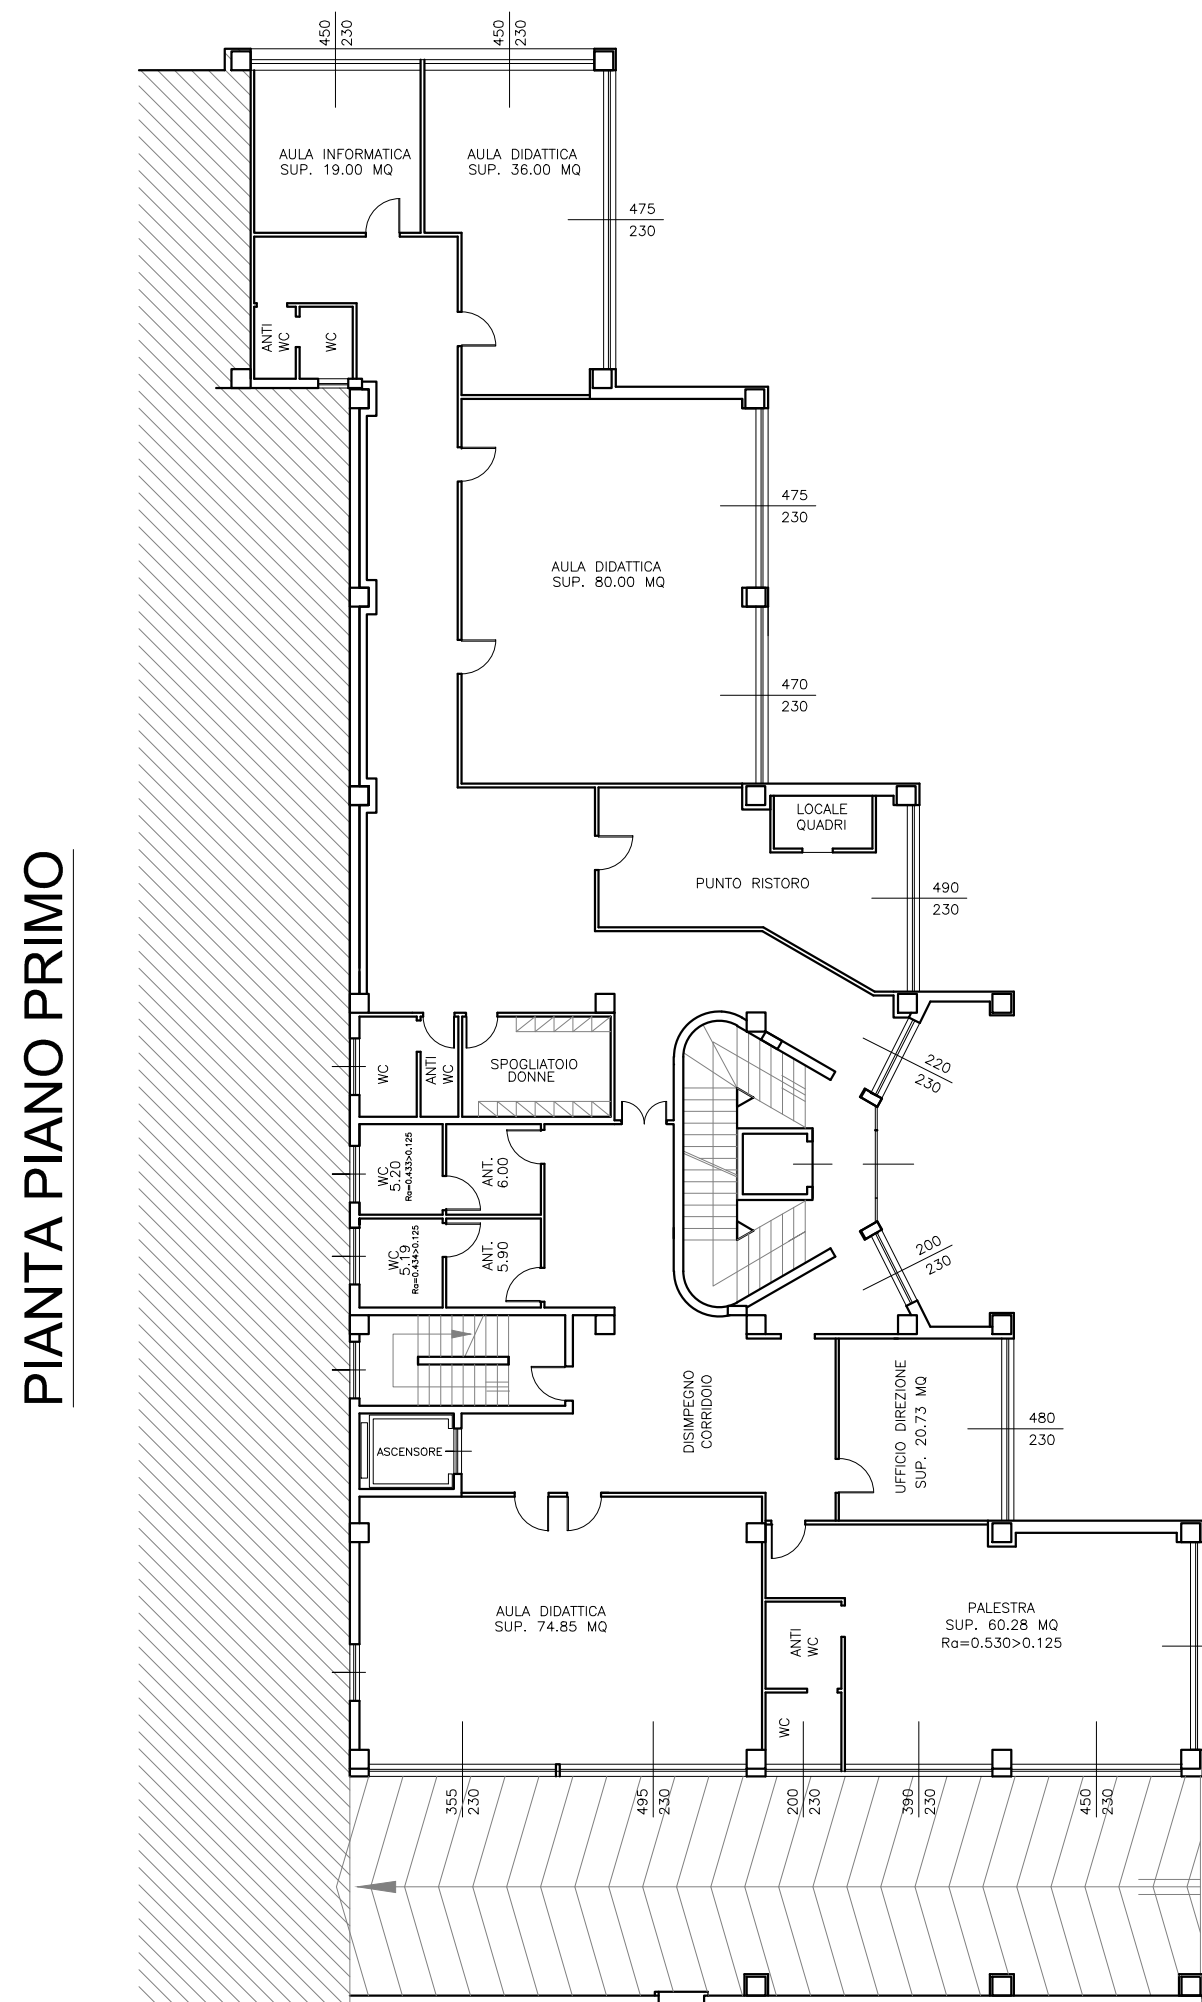 PIANTA PIANO PRIMO
450
230
450
230
AULA INFORMATICA
SUP. 19.00 MQ
AULA DIDATTICA
SUP. 36.00 MQ
475
230
ANTI
WC
WC
475
230
AULA DIDATTICA
SUP. 80.00 MQ
470
230
LOCALE
QUADRI
PUNTO RISTORO
490
230
WC
ANTI
WC
SPOGLIATOIO
DONNE
220
230
WC
5.20
Ra=0.433>0.125
ANT.
6.00
WC
5.19
Ra=0.434>0.125
ANT.
5.90
200
230
DISIMPEGNO
CORRIDOIO
UFFICIO DIREZIONE
SUP. 20.73 MQ
480
230
ASCENSORE
AULA DIDATTICA
SUP. 74.85 MQ
ANTI
WC
PALESTRA
SUP. 60.28 MQ
Ra=0.530>0.125
WC
355
230
495
230
200
230
390
230
450
230